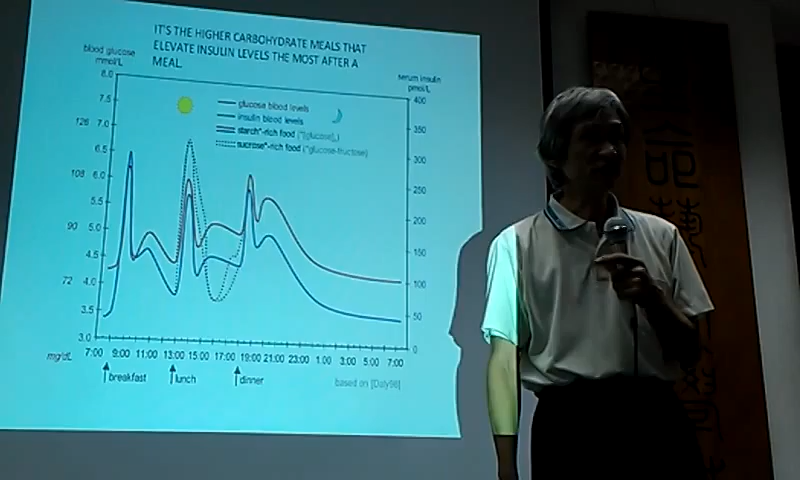 IT'S THE HIGHER CARBOHYDRATE MEALS THAT
ELEVATE INSULIN LEVELS THE MOST AFTER A
MEAL.
blood glucose
mmol/L
serum insulin
pmol/L
glucose blood levels
insulin blood levels
starch*-rich food (*[glucose]n)
sucrose*-rich food (*glucose-fructose)
8.0
7.5
126 7.0
6.5
108 6.0
5.5
90 5.0
4.5
72 4.0
3.5
3.0
400
350
300
250
200
150
100
50
0
mg/dL
7:00 9:00 11:00 13:00 15:00 17:00 19:00 21:00 23:00 1:00 3:00 5:00 7:00
breakfast
lunch
dinner
based on [Daly98]